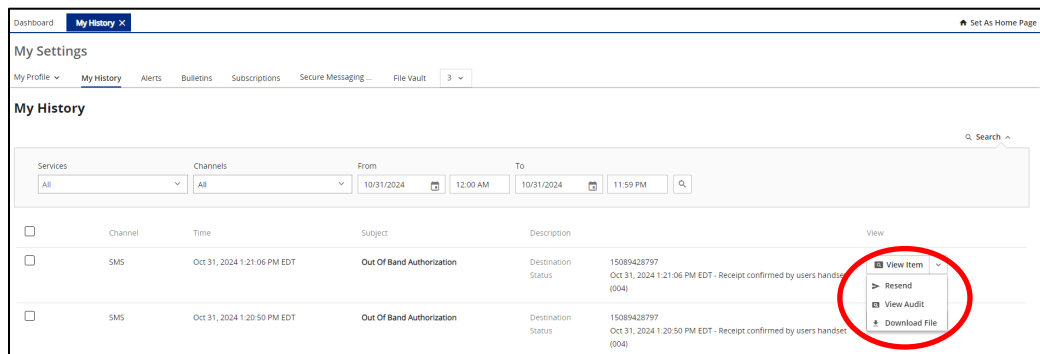 Dashboard My History X Set As Home Page
My Settings
My Profile My History Alerts Bulletins Subscriptions Secure Messaging ... File Vault 3
My History
Search
Services Channels From To
All All 10/31/2024 12:00 AM 10/31/2024 11:59 PM
Channel Time Subject Description View
SMS Oct 31, 2024 1:21:06 PM EDT Out Of Band Authorization Destination 15089428797 View Item
Status Oct 31, 2024 1:21:06 PM EDT - Receipt confirmed by users handset
(004)
Resend
View Audit
Download File
SMS Oct 31, 2024 1:20:50 PM EDT Out Of Band Authorization Destination 15089428797
Status Oct 31, 2024 1:20:50 PM EDT - Receipt confirmed by users handset
(004)